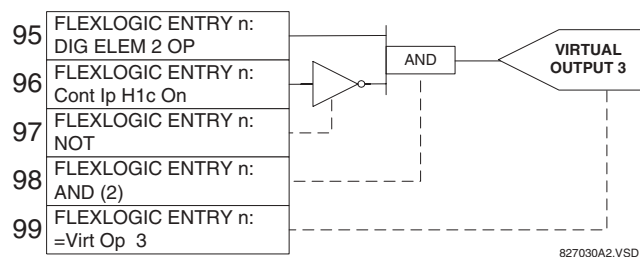 95 FLEXLOGIC ENTRY n:
DIG ELEM 2 OP
96 FLEXLOGIC ENTRY n:
Cont Ip H1c On
97 FLEXLOGIC ENTRY n:
NOT
98 FLEXLOGIC ENTRY n:
AND (2)
99 FLEXLOGIC ENTRY n:
=Virt Op 3
AND
VIRTUAL
OUTPUT 3
827030A2.VSD